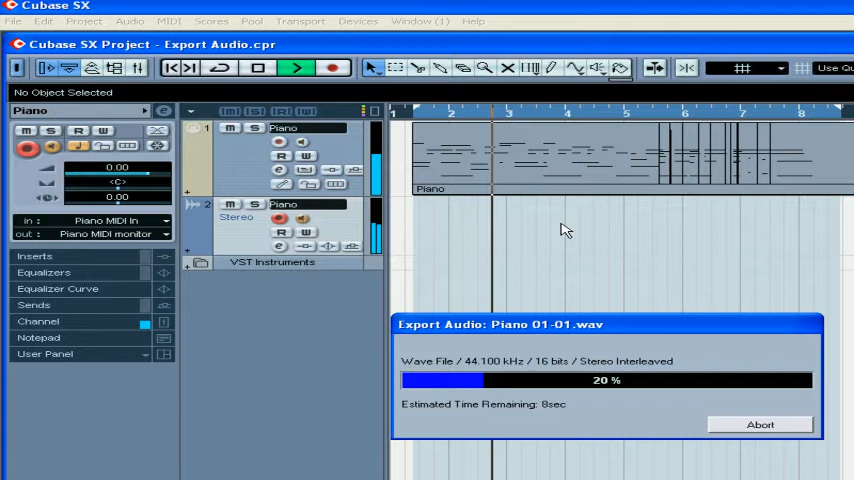 Cubase SX
File Edit Project Audio MIDI Scores Pool Transport Devices Window (1) Help
Cubase SX Project - Export Audio.cpr
Use Qu
No Object Selected
Piano
1 2 3 4 5 6 7 8
m S R W
0.00
<C>
0.00
in : Piano MIDI In
out : Piano MIDI monitor
Inserts
Equalizers
Equalizer Curve
Sends
Channel
Notepad
User Panel
1 m S Piano
R W
e
2 m S Piano
Stereo
R W
e
VST Instruments
Piano
Export Audio: Piano 01-01.wav
Wave File / 44.100 kHz / 16 bits / Stereo Interleaved
20 %
Estimated Time Remaining: 8sec
Abort